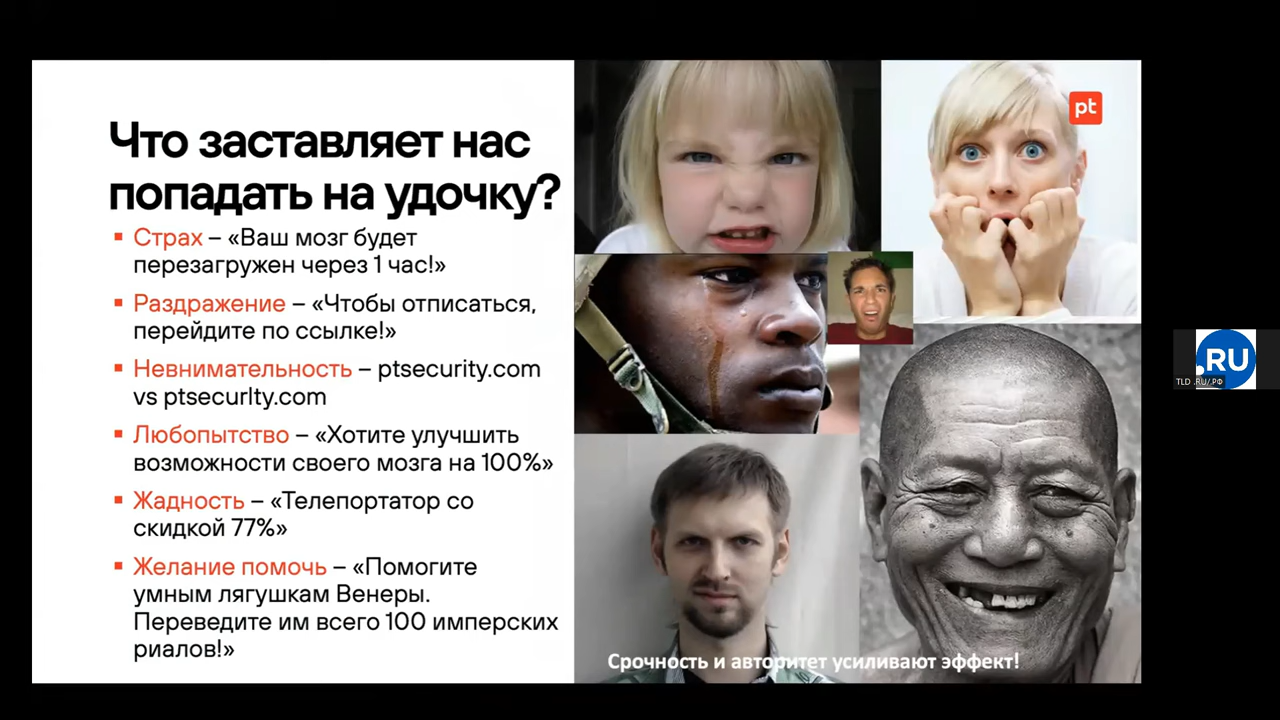 Что заставляет нас
попадать на удочку?
▪ Страх – «Ваш мозг будет
перезагружен через 1 час!»
▪ Раздражение – «Чтобы отписаться,
перейдите по ссылке!»
▪ Невнимательность – ptsecurity.com
vs ptsecurlty.com
▪ Любопытство – «Хотите улучшить
возможности своего мозга на 100%»
▪ Жадность – «Телепортатор со
скидкой 77%»
▪ Желание помочь – «Помогите
умным лягушкам Венеры.
Переведите им всего 100 имперских
риалов!»
pt
Срочность и авторитет усиливают эффект!
.RU
TLD .RU/.РФ